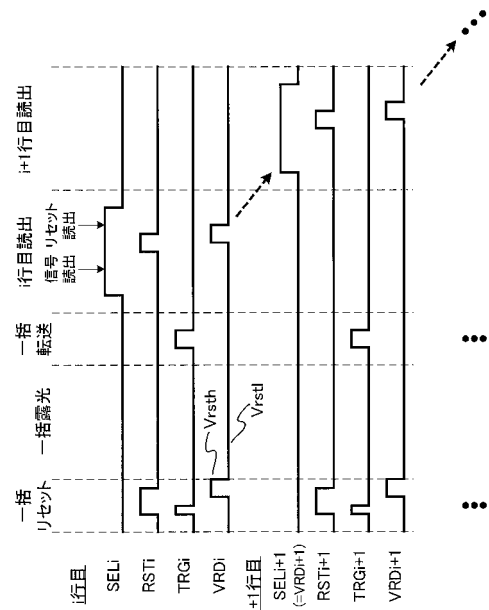 一括
リセット
一括露光
一括
転送
i行目読出
信号
読出
リセット
読出
i+1行目読出
i行目
SELi
RSTi
TRGi
VRDi
Vrsth
Vrstl
+1行目
SELi+1
(=VRDi+1)
RSTi+1
TRGi+1
VRDi+1